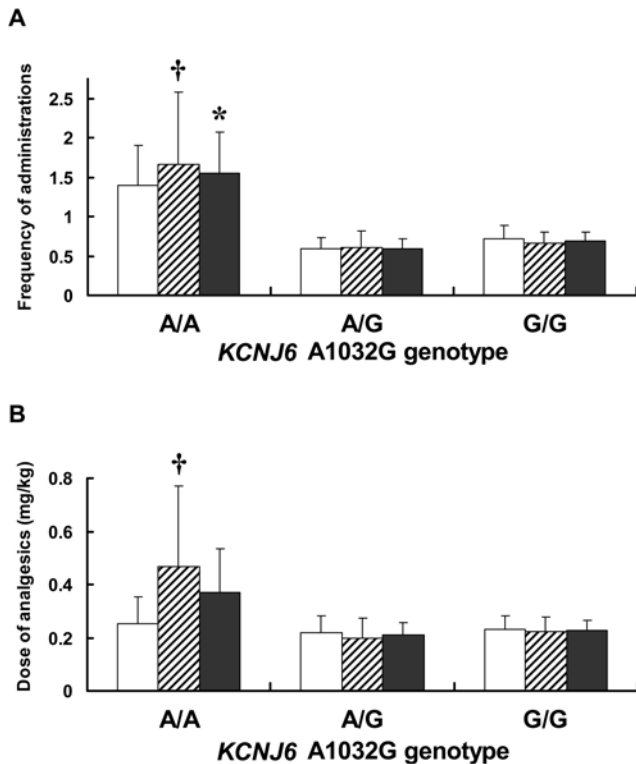 A
†
*
Frequency of administrations
2.5
2
1.5
1
0.5
0
A/A A/G G/G
KCNJ6 A1032G genotype
B
†
Dose of analgesics (mg/kg)
0.8
0.6
0.4
0.2
0
A/A A/G G/G
KCNJ6 A1032G genotype